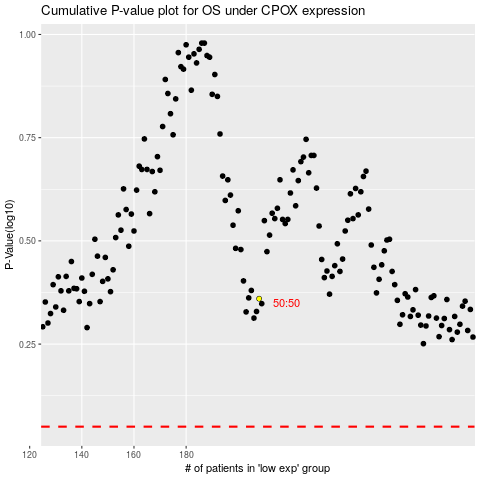 Cumulative P-value plot for OS under CPOX expression
P-Value(log10)
1.00
0.75
0.50
0.25
50:50
120 140 160 180
# of patients in 'low exp' group